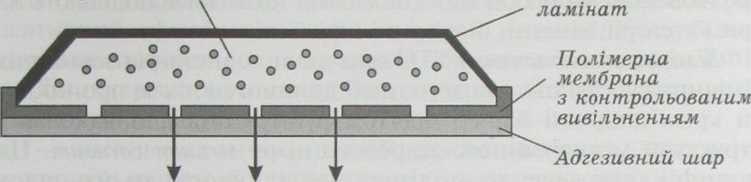 ламінат
Полімерна
мембрана
з контрольованим
вивільненням
Адгезивний шар